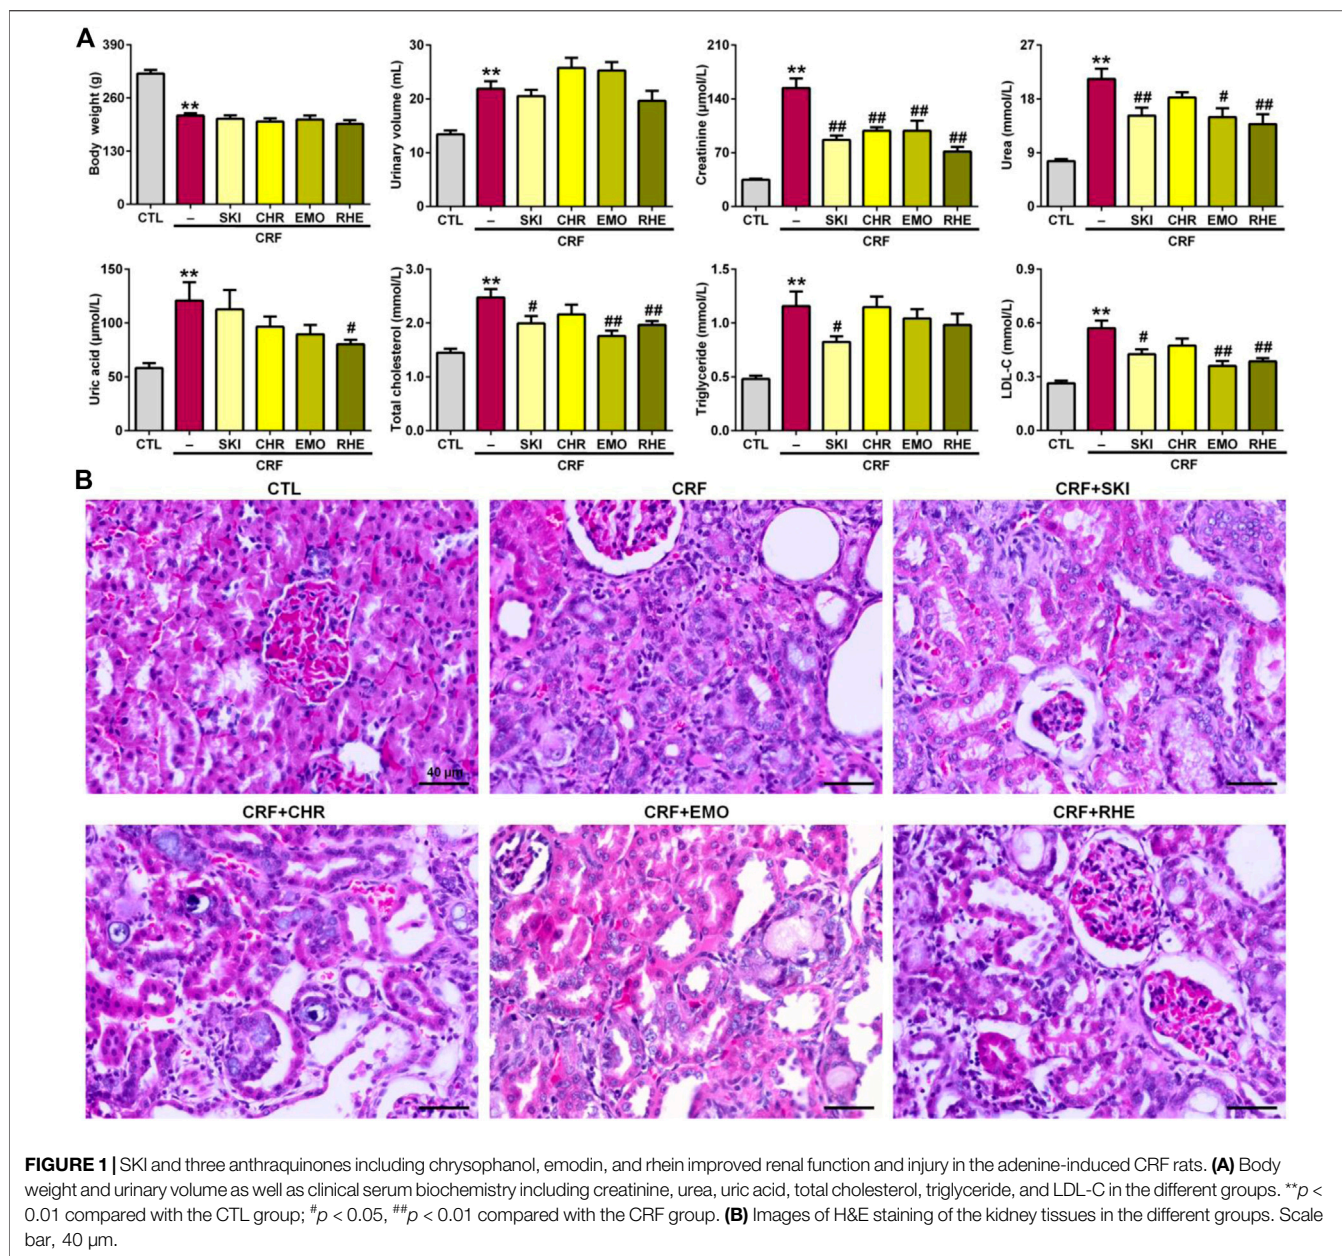 A
390
260
130
0
Body weight (g)
**
CTL – SKI CHR EMO RHE
CRF
30
20
10
0
Urinary volume (mL)
**
CTL – SKI CHR EMO RHE
CRF
210
140
70
0
Creatinine (µmol/L)
**
##
##
##
##
CTL – SKI CHR EMO RHE
CRF
27
18
9
0
Urea (mmol/L)
**
##
#
##
CTL – SKI CHR EMO RHE
CRF
150
100
50
0
Uric acid (µmol/L)
**
#
CTL – SKI CHR EMO RHE
CRF
3.0
2.0
1.0
0.0
Total cholesterol (mmol/L)
**
#
##
##
CTL – SKI CHR EMO RHE
CRF
1.5
1.0
0.5
0.0
Triglyceride (mmol/L)
**
#
CTL – SKI CHR EMO RHE
CRF
0.9
0.6
0.3
0.0
LDL-C (mmol/L)
**
#
##
##
CTL – SKI CHR EMO RHE
CRF
B
CTL CRF CRF+SKI
40 µm
CRF+CHR CRF+EMO CRF+RHE
FIGURE 1 | SKI and three anthraquinones including chrysophanol, emodin, and rhein improved renal function and injury in the adenine-induced CRF rats. (A) Body
weight and urinary volume as well as clinical serum biochemistry including creatinine, urea, uric acid, total cholesterol, triglyceride, and LDL-C in the different groups. **p <
0.01 compared with the CTL group; #p < 0.05, ##p < 0.01 compared with the CRF group. (B) Images of H&E staining of the kidney tissues in the different groups. Scale
bar, 40 µm.